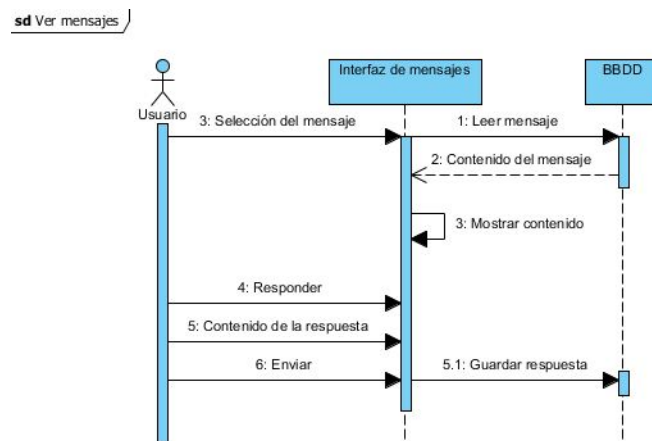 sd Ver mensajes
Interfaz de mensajes
BBDD
Usuario
3: Selección del mensaje
1: Leer mensaje
2: Contenido del mensaje
3: Mostrar contenido
4: Responder
5: Contenido de la respuesta
6: Enviar
5.1: Guardar respuesta